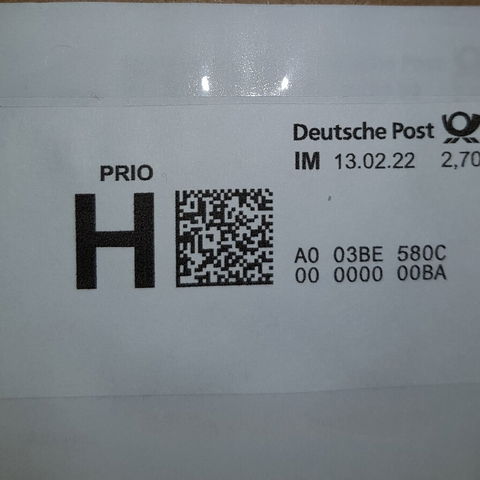 Deutsche Post
IM 13.02.22 2,70
PRIO
H
A0 03BE 580C
00 0000 00BA